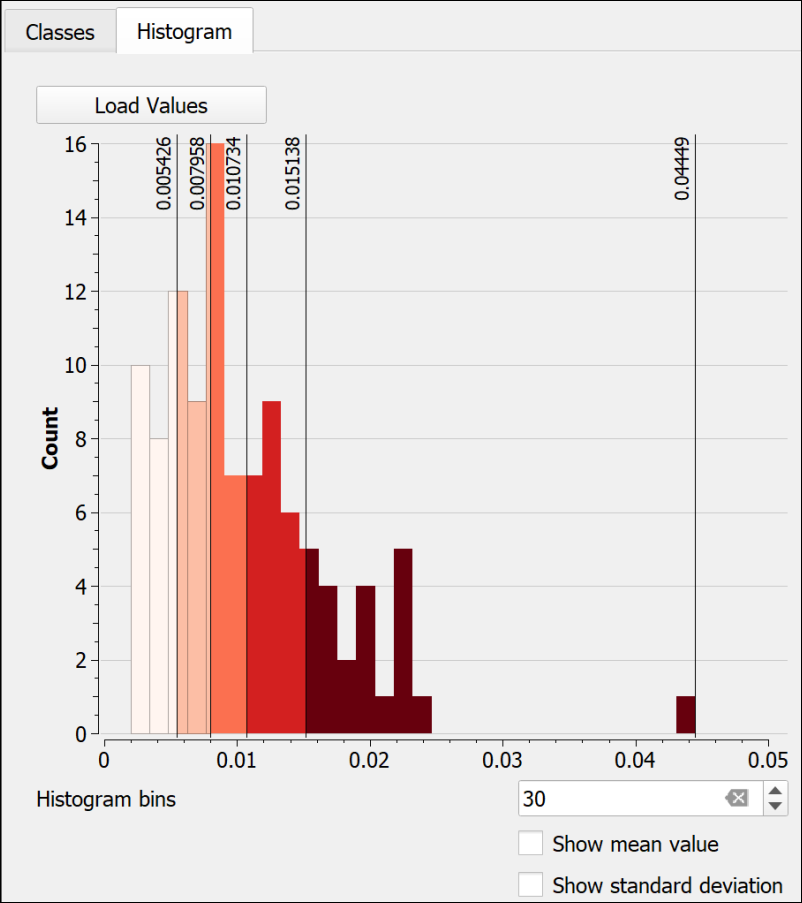 Classes Histogram
Load Values
0.005426 0.007958 0.010734 0.015138 0.04449
16
14
12
10
8
6
4
2
0
Count
0 0.01 0.02 0.03 0.04 0.05
Histogram bins 30
Show mean value
Show standard deviation